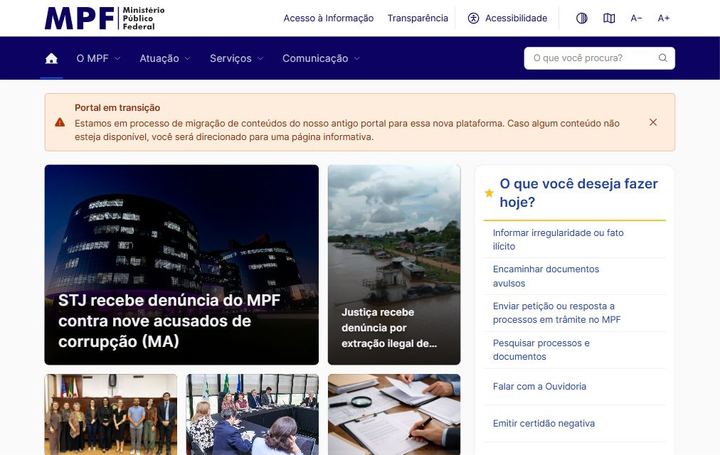 MPF Ministério
Público
Federal
Acesso à Informação Transparência Acessibilidade A− A+
O MPF Atuação Serviços Comunicação O que você procura?
Portal em transição
Estamos em processo de migração de conteúdos do nosso antigo portal para essa nova plataforma. Caso algum conteúdo não
esteja disponível, você será direcionado para uma página informativa.
STJ recebe denúncia do MPF
contra nove acusados de
corrupção (MA)
Justiça recebe
denúncia por
extração ilegal de...
O que você deseja fazer
hoje?
Informar irregularidade ou fato
ilícito
Encaminhar documentos
avulsos
Enviar petição ou resposta a
processos em trâmite no MPF
Pesquisar processos e
documentos
Falar com a Ouvidoria
Emitir certidão negativa